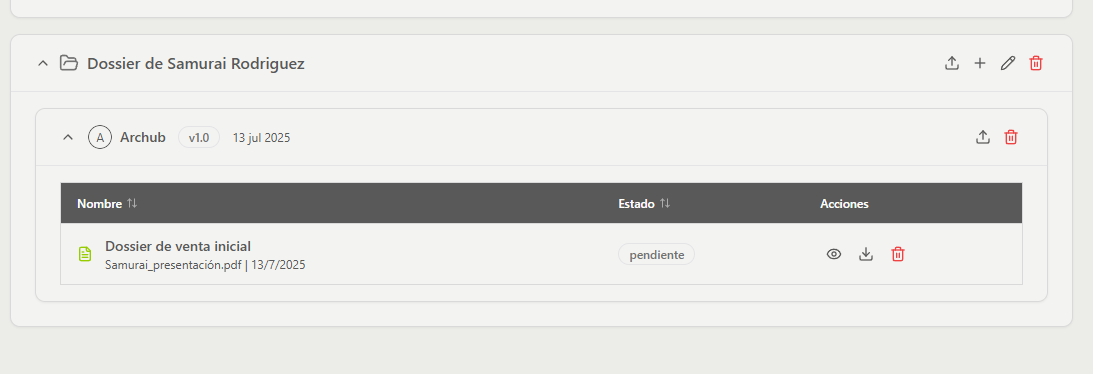 Dossier de Samurai Rodriguez
A Archub v1.0 13 jul 2025
Nombre Estado Acciones
Dossier de venta inicial
Samurai_presentación.pdf | 13/7/2025
pendiente